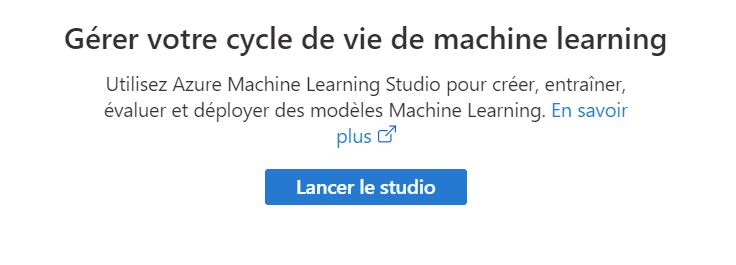 Gérer votre cycle de vie de machine learning
Utilisez Azure Machine Learning Studio pour créer, entraîner,
évaluer et déployer des modèles Machine Learning. En savoir
plus
Lancer le studio